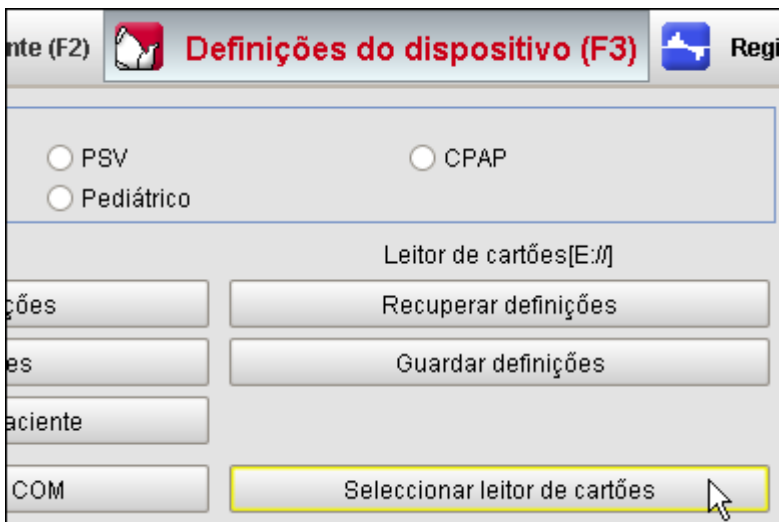 nte (F2) Definições do dispositivo (F3) Regi
PSV CPAP
Pediátrico
Leitor de cartões[E://]
ções Recuperar definições
es Guardar definições
aciente
COM Seleccionar leitor de cartões